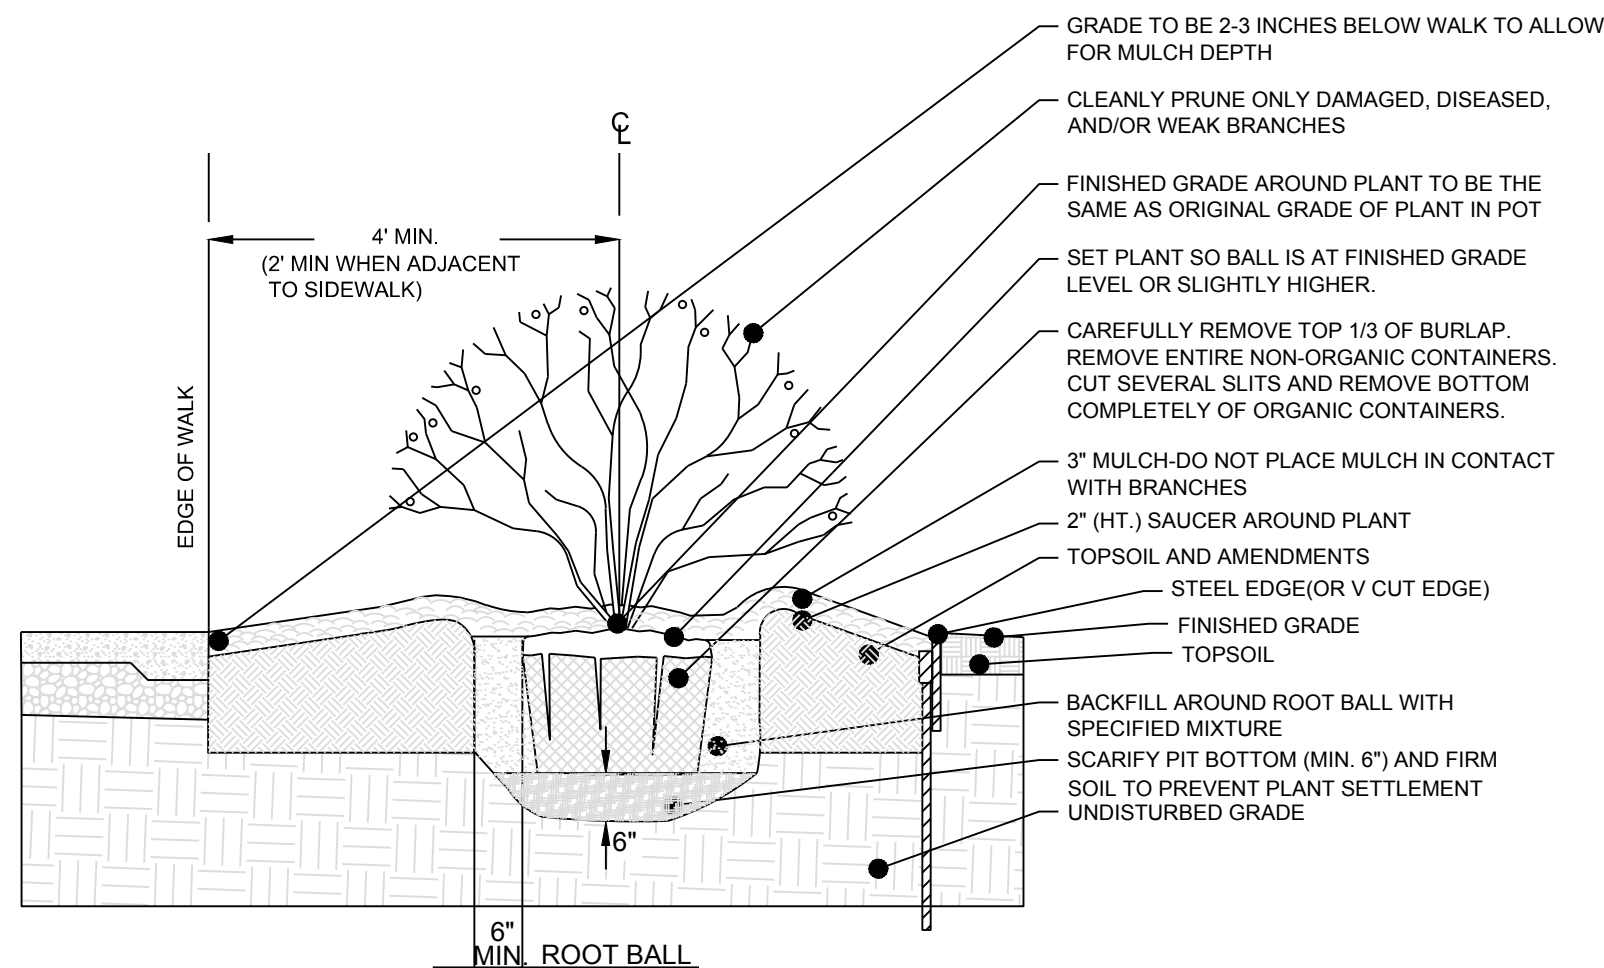 GRADE TO BE 2-3 INCHES BELOW WALK TO ALLOW
FOR MULCH DEPTH
CLEANLY PRUNE ONLY DAMAGED, DISEASED,
AND/OR WEAK BRANCHES
FINISHED GRADE AROUND PLANT TO BE THE
SAME AS ORIGINAL GRADE OF PLANT IN POT
SET PLANT SO BALL IS AT FINISHED GRADE
LEVEL OR SLIGHTLY HIGHER.
CAREFULLY REMOVE TOP 1/3 OF BURLAP.
REMOVE ENTIRE NON-ORGANIC CONTAINERS.
CUT SEVERAL SLITS AND REMOVE BOTTOM
COMPLETELY OF ORGANIC CONTAINERS.
3" MULCH-DO NOT PLACE MULCH IN CONTACT
WITH BRANCHES
2" (HT.) SAUCER AROUND PLANT
TOPSOIL AND AMENDMENTS
STEEL EDGE(OR V CUT EDGE)
FINISHED GRADE
TOPSOIL
BACKFILL AROUND ROOT BALL WITH
SPECIFIED MIXTURE
SCARIFY PIT BOTTOM (MIN. 6") AND FIRM
SOIL TO PREVENT PLANT SETTLEMENT
UNDISTURBED GRADE
CL
4' MIN.
(2' MIN WHEN ADJACENT
TO SIDEWALK)
EDGE OF WALK
6"
6"
MIN. ROOT BALL